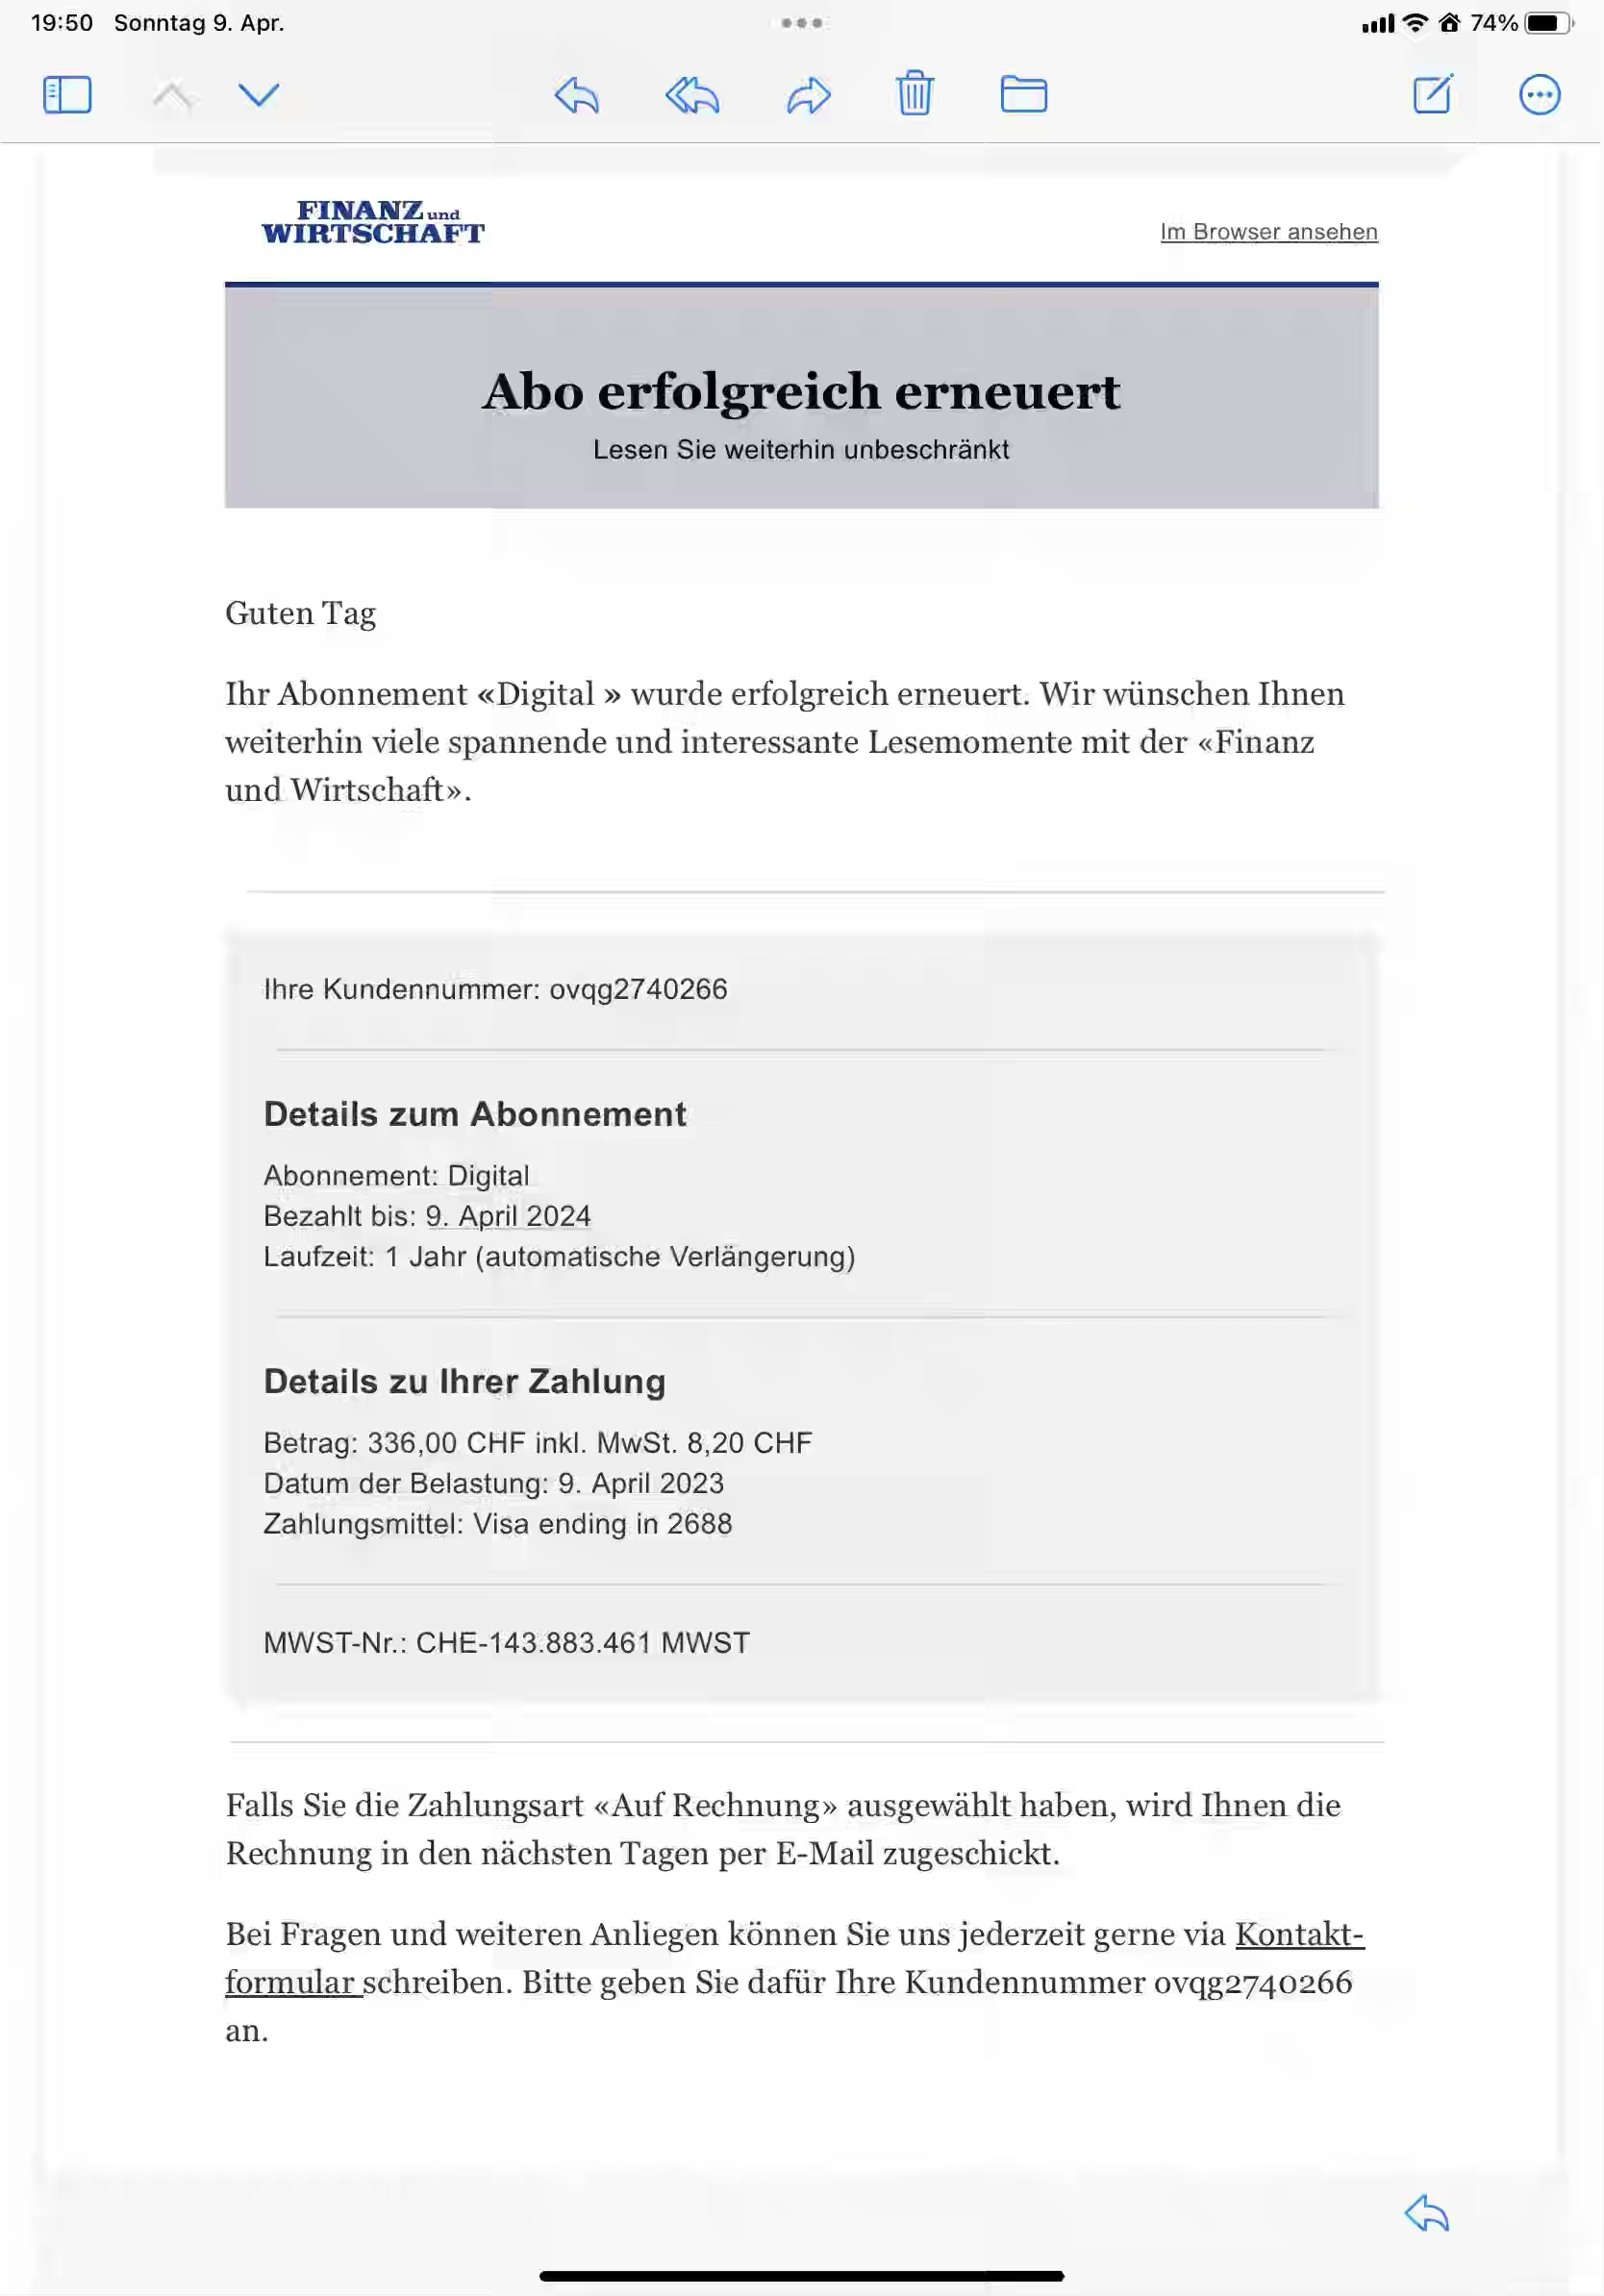 19:50 Sonntag 9. Apr.
74%
FINANZ und
WIRTSCHAFT
Im Browser ansehen
Abo erfolgreich erneuert
Lesen Sie weiterhin unbeschränkt
Guten Tag
Ihr Abonnement «Digital » wurde erfolgreich erneuert. Wir wünschen Ihnen
weiterhin viele spannende und interessante Lesemomente mit der «Finanz
und Wirtschaft».
Ihre Kundennummer: ovqg2740266
Details zum Abonnement
Abonnement: Digital
Bezahlt bis: 9. April 2024
Laufzeit: 1 Jahr (automatische Verlängerung)
Details zu Ihrer Zahlung
Betrag: 336,00 CHF inkl. MwSt. 8,20 CHF
Datum der Belastung: 9. April 2023
Zahlungsmittel: Visa ending in 2688
MWST-Nr.: CHE-143.883.461 MWST
Falls Sie die Zahlungsart «Auf Rechnung» ausgewählt haben, wird Ihnen die
Rechnung in den nächsten Tagen per E-Mail zugeschickt.
Bei Fragen und weiteren Anliegen können Sie uns jederzeit gerne via Kontakt-
formular schreiben. Bitte geben Sie dafür Ihre Kundennummer ovqg2740266
an.